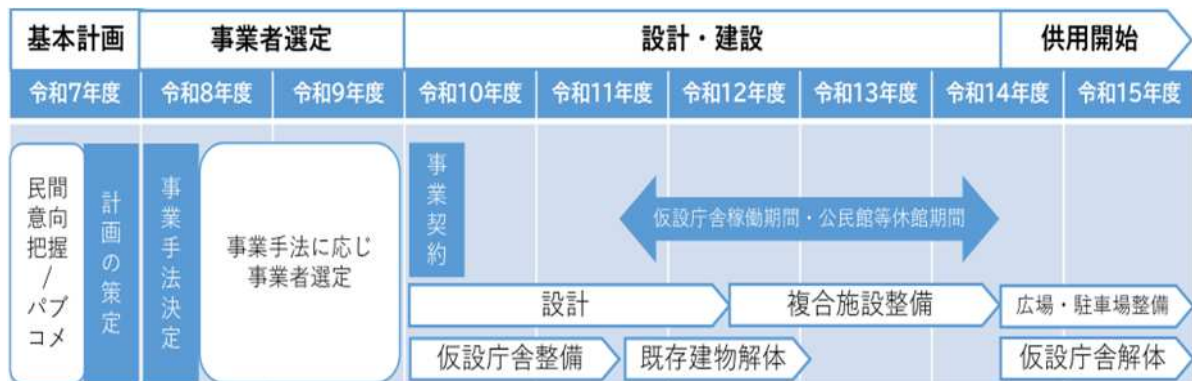 基本計画
事業者選定
設計・建設
供用開始
令和7年度
令和8年度
令和9年度
令和10年度
令和11年度
令和12年度
令和13年度
令和14年度
令和15年度
民間
意向
把握
/
パブ
コメ
計画の策定
事業手法決定
事業手法に応じ
事業者選定
事業契約
仮設庁舎稼働期間・公民館等休館期間
設計
複合施設整備
広場・駐車場整備
仮設庁舎整備
既存建物解体
仮設庁舎解体